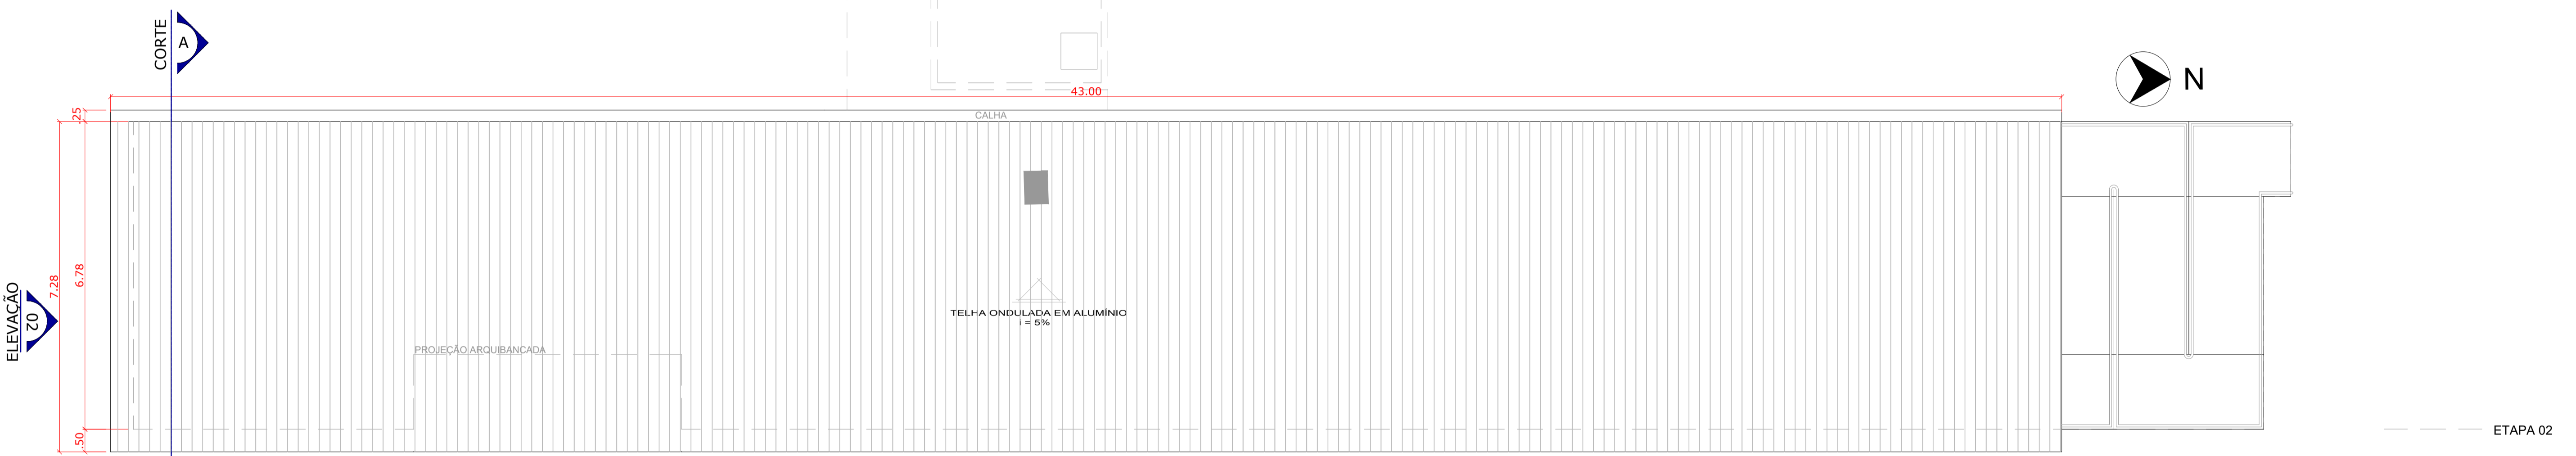 CORTE
A
N
43.00
.25
CALHA
7.28
6.78
ELEVAÇÃO
02
TELHA ONDULADA EM ALUMÍNIO
i = 5%
PROJEÇÃO ARQUIBANCADA
.50
ETAPA 02